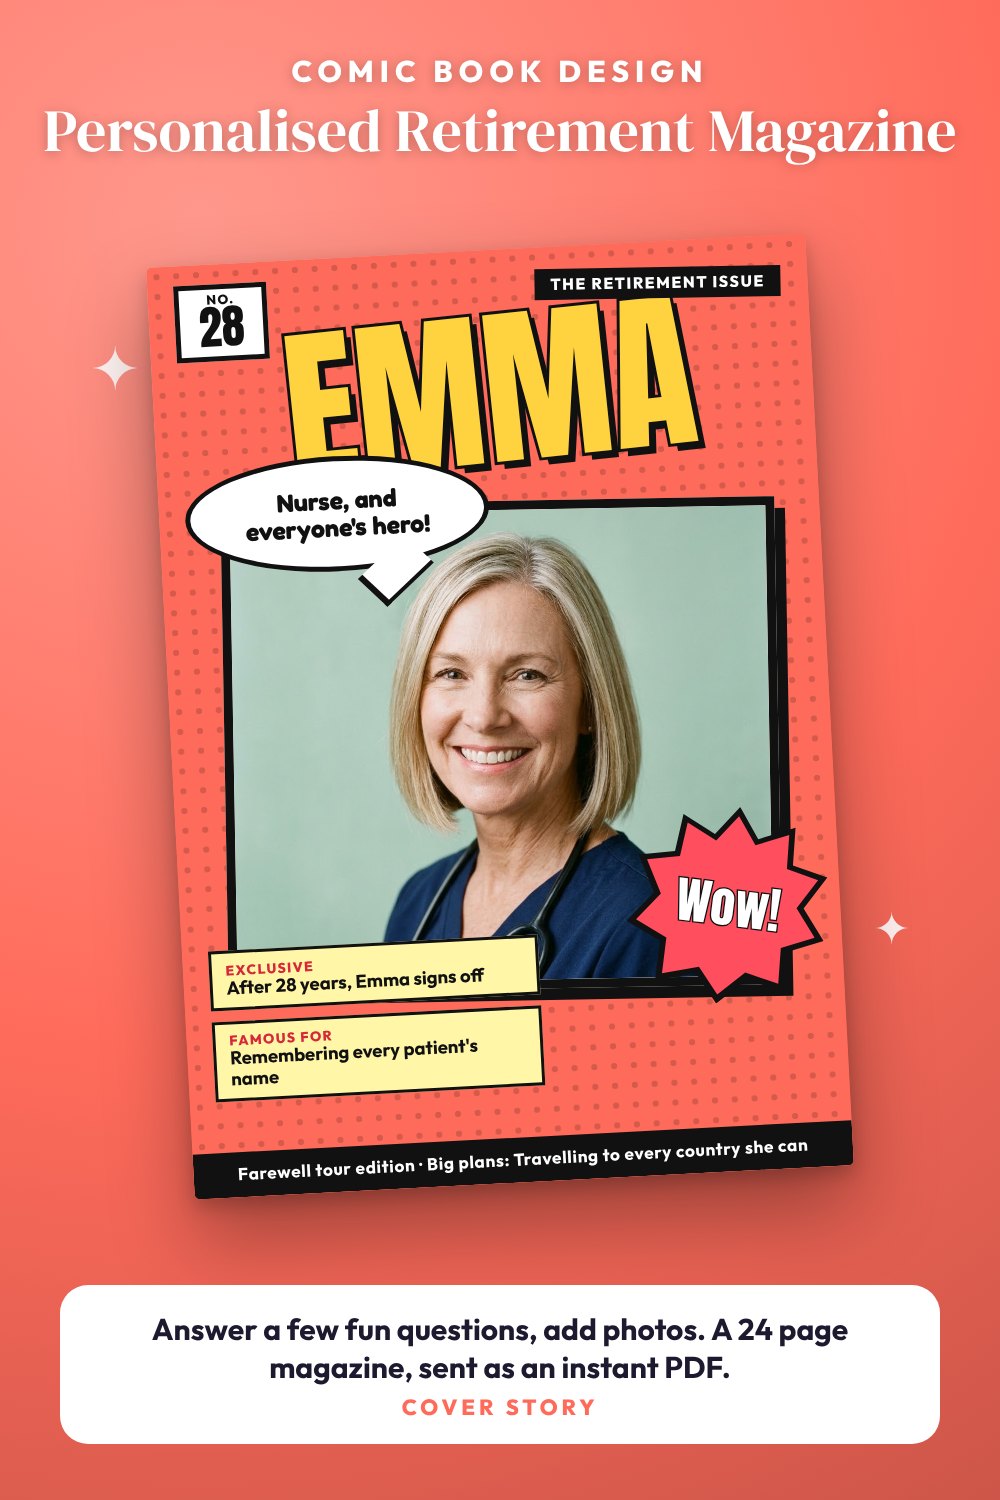 COMIC BOOK DESIGN
Personalised Retirement Magazine
NO.
28
THE RETIREMENT ISSUE
EMMA
Nurse, and
everyone's hero!
Wow!
EXCLUSIVE
After 28 years, Emma signs off
FAMOUS FOR
Remembering every patient's
name
Farewell tour edition · Big plans: Travelling to every country she can
Answer a few fun questions, add photos. A 24 page
magazine, sent as an instant PDF.
COVER STORY